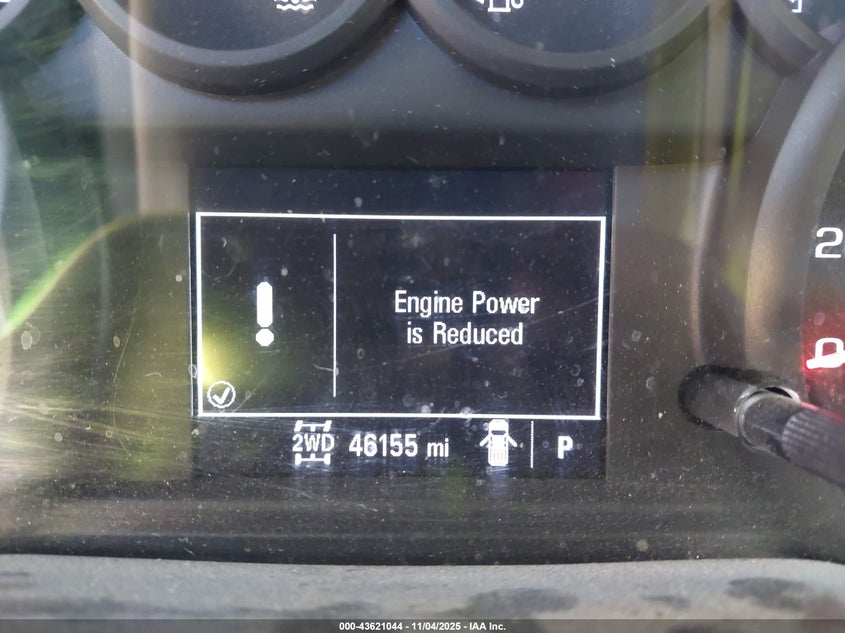 Engine Power
is Reduced
2WD 46155 mi P
2
000-43621044 - 11/04/2025 - IAA Inc.